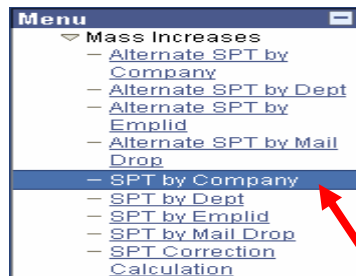 Menu
Mass Increases
– Alternate SPT by
Company
– Alternate SPT by Dept
– Alternate SPT by
Emplid
– Alternate SPT by Mail
Drop
– SPT by Company
– SPT by Dept
– SPT by Emplid
– SPT by Mail Drop
– SPT Correction
Calculation